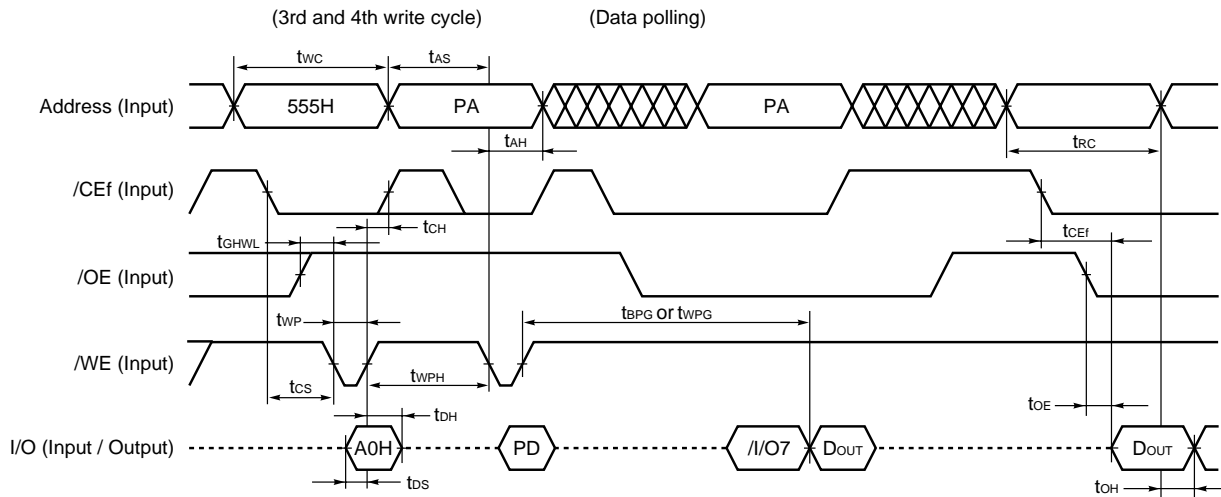 (3rd and 4th write cycle) (Data polling)
tWC tAS
Address (Input) 555H PA PA
tAH tRC
/CEf (Input)
tCH tCEf
tGHWL
/OE (Input)
tWP tBPG or tWPG
/WE (Input)
tCS tWPH
tDH tOE
I/O (Input / Output) A0H PD /I/O7 DOUT DOUT
tDS tOH